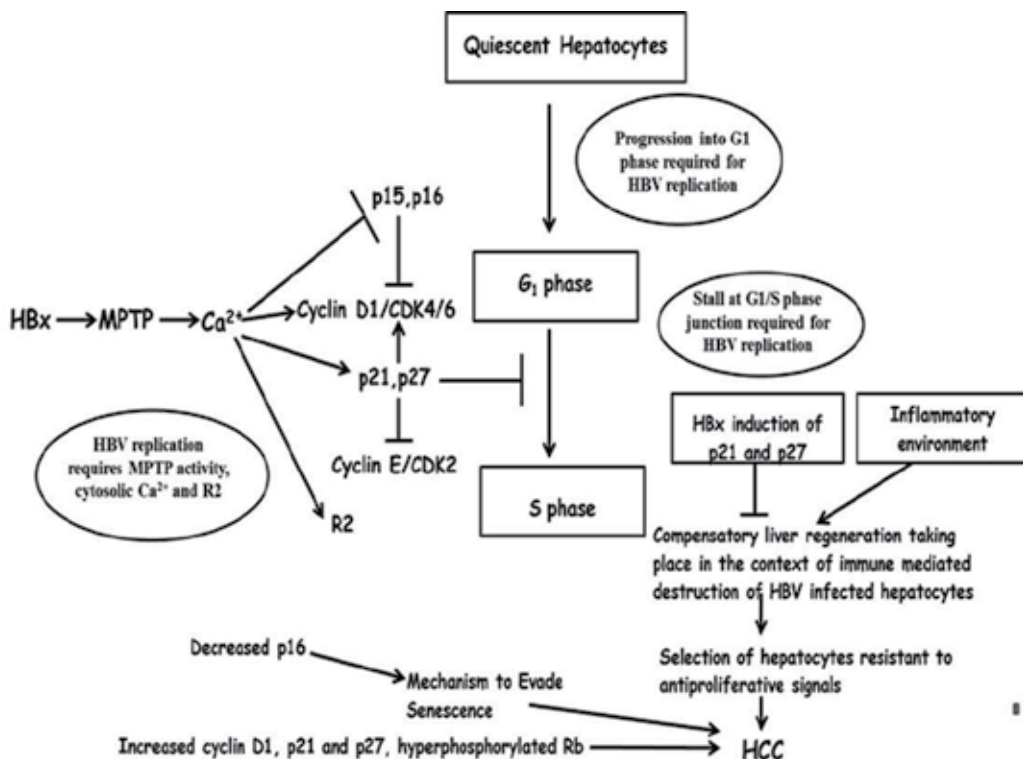 Quiescent Hepatocytes
Progression into G1
phase required for
HBV replication
p15,p16
G₁ phase
HBx
MPTP
Ca²⁺
Cyclin D1/CDK4/6
Stall at G1/S phase
junction required for
HBV replication
p21,p27
HBV replication
requires MPTP activity,
cytosolic Ca²⁺ and R2
Cyclin E/CDK2
R2
S phase
HBx induction of
p21 and p27
Inflammatory
environment
Compensatory liver regeneration taking
place in the context of immune mediated
destruction of HBV infected hepatocytes
Selection of hepatocytes resistant to
antiproliferative signals
Decreased p16
Mechanism to Evade
Senescence
Increased cyclin D1, p21 and p27, hyperphosphorylated Rb
HCC